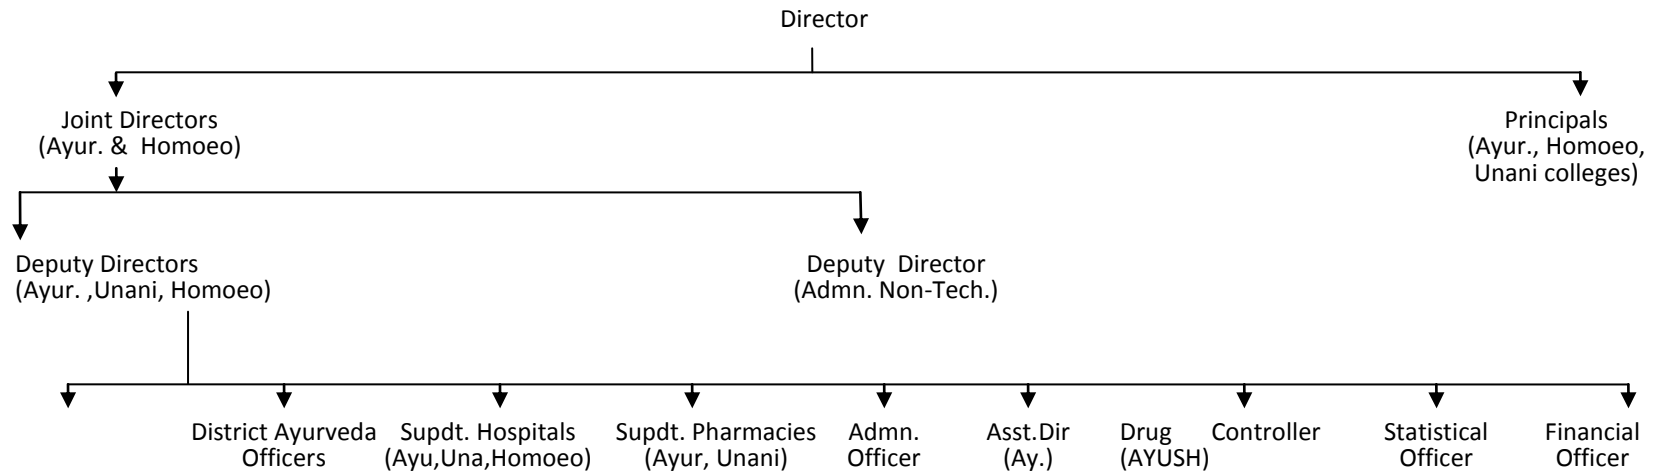 Director
Joint Directors
(Ayur. & Homoeo)
Principals
(Ayur., Homoeo,
Unani colleges)
Deputy Directors
(Ayur. ,Unani, Homoeo)
Deputy Director
(Admn. Non-Tech.)
District Ayurveda
Officers
Supdt. Hospitals
(Ayu,Una,Homoeo)
Supdt. Pharmacies
(Ayur, Unani)
Admn.
Officer
Asst.Dir
(Ay.)
Drug Controller
(AYUSH)
Statistical
Officer
Financial
Officer